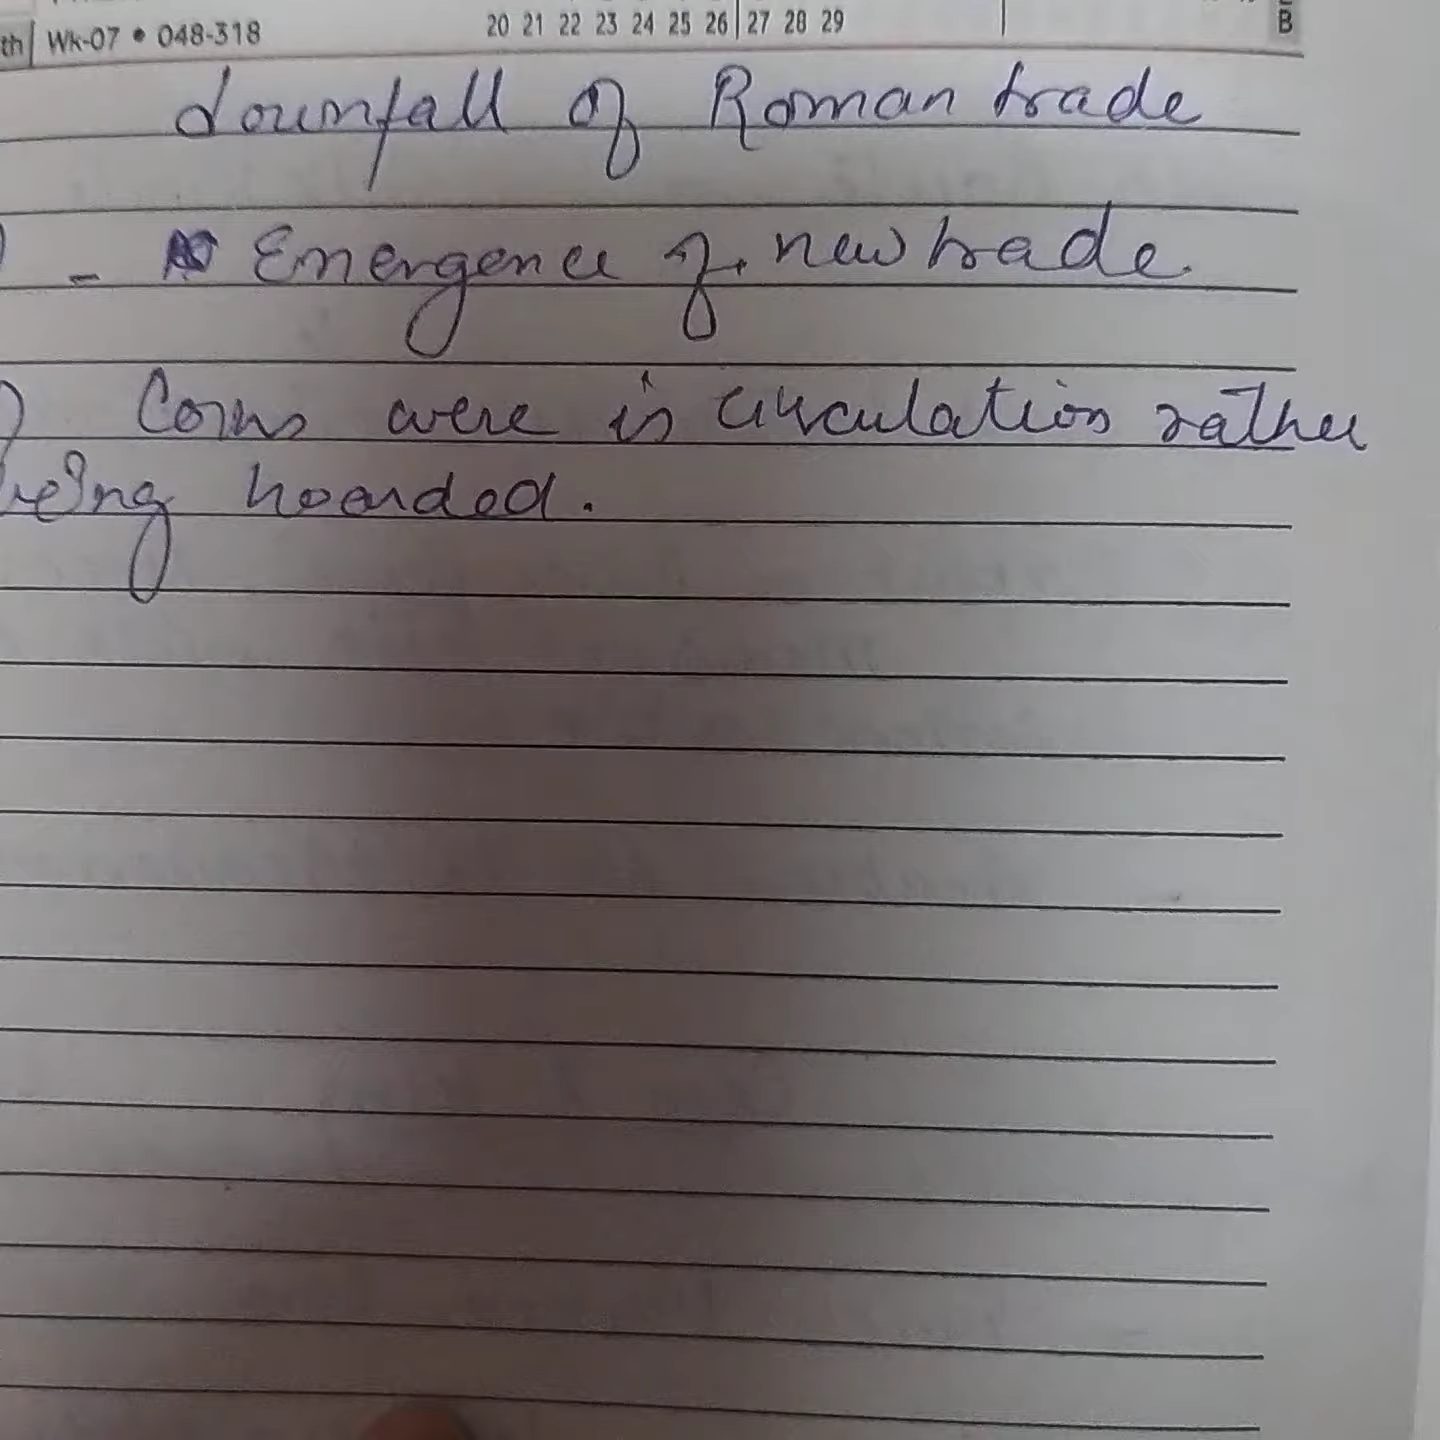 th Wk-07 • 048-318
20 21 22 23 24 25 26 27 28 29
B
downfall of Roman trade
) - Emergence of new trade
) Coins were in circulation rather
being hoarded.